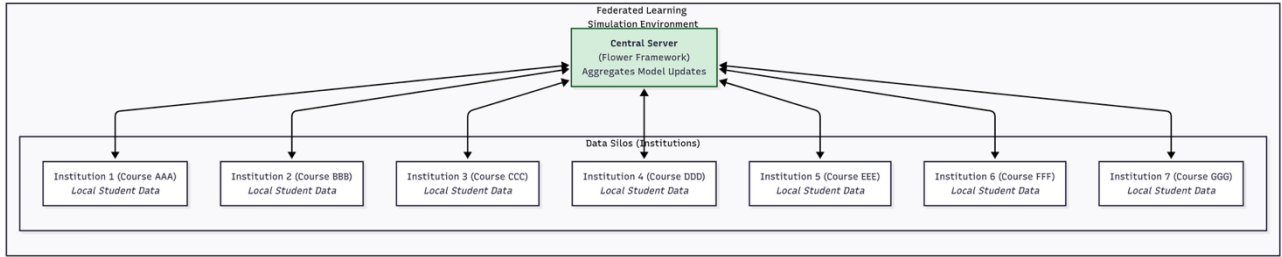 Federated Learning
Simulation Environment
Central Server
(Flower Framework)
Aggregates Model Updates
Data Silos (Institutions)
Institution 1 (Course AAA)
Local Student Data
Institution 2 (Course BBB)
Local Student Data
Institution 3 (Course CCC)
Local Student Data
Institution 4 (Course DDD)
Local Student Data
Institution 5 (Course EEE)
Local Student Data
Institution 6 (Course FFF)
Local Student Data
Institution 7 (Course GGG)
Local Student Data